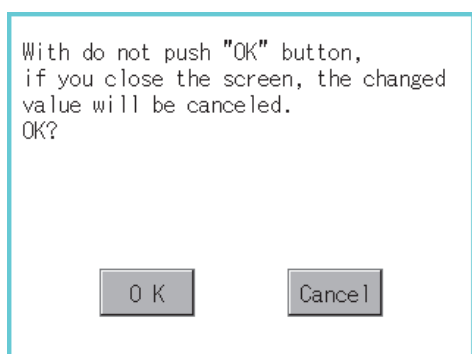 With do not push "OK" button,
if you close the screen, the changed
value will be canceled.
OK?
O K
Cancel